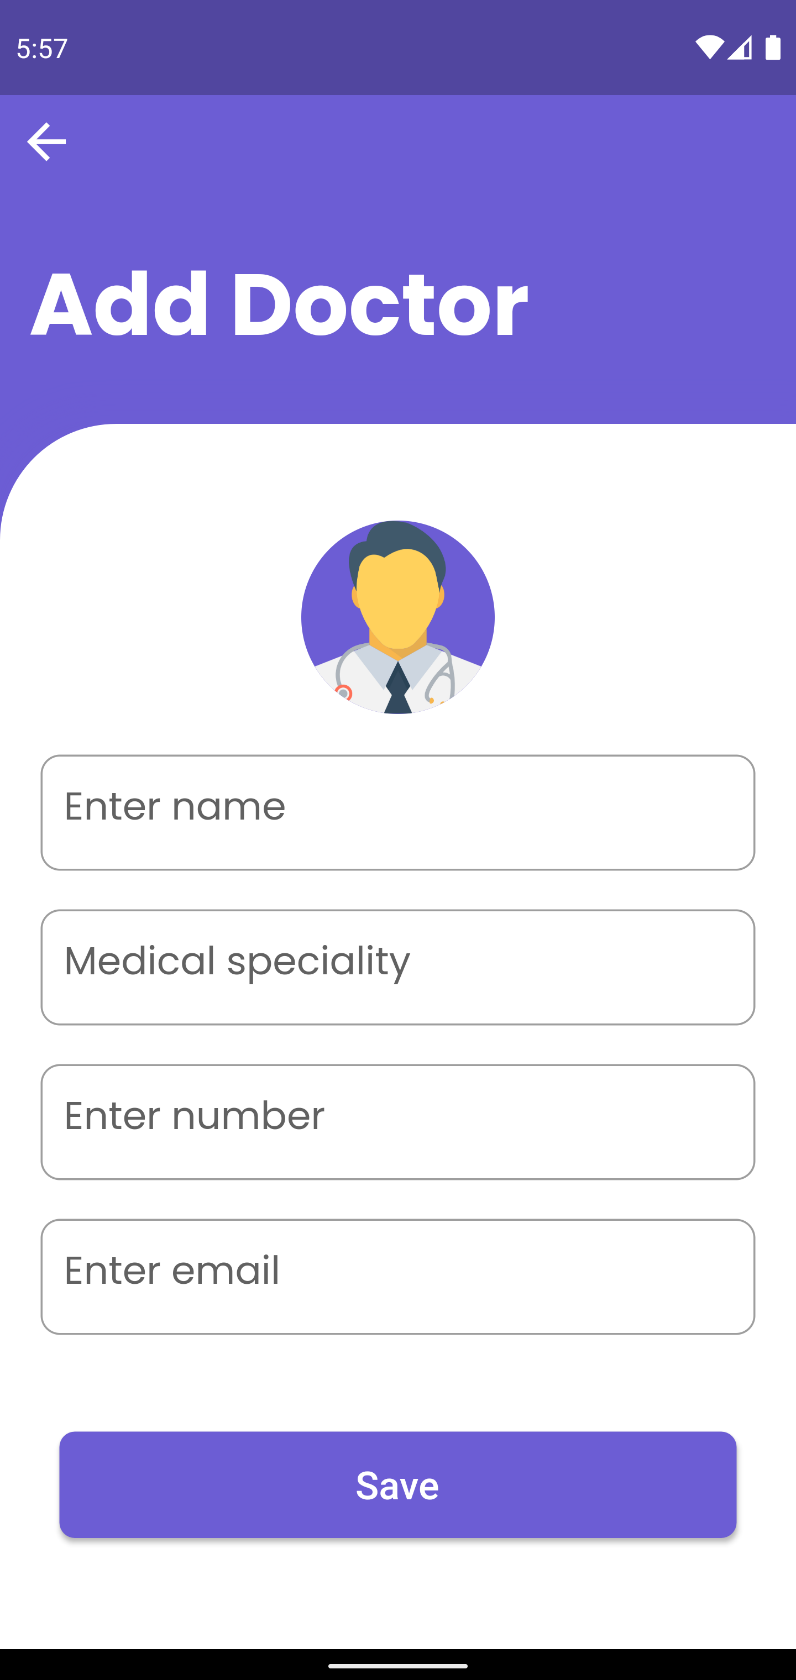 5:57
Add Doctor
Enter name
Medical speciality
Enter number
Enter email
Save